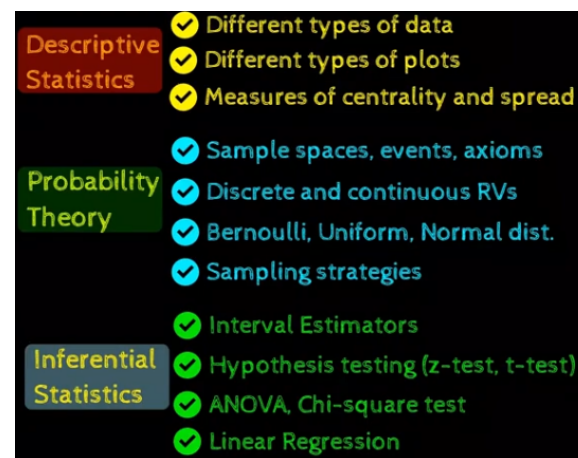 Descriptive
Statistics
Different types of data
Different types of plots
Measures of centrality and spread
Probability
Theory
Sample spaces, events, axioms
Discrete and continuous RVs
Bernoulli, Uniform, Normal dist.
Sampling strategies
Inferential
Statistics
Interval Estimators
Hypothesis testing (z-test, t-test)
ANOVA, Chi-square test
Linear Regression